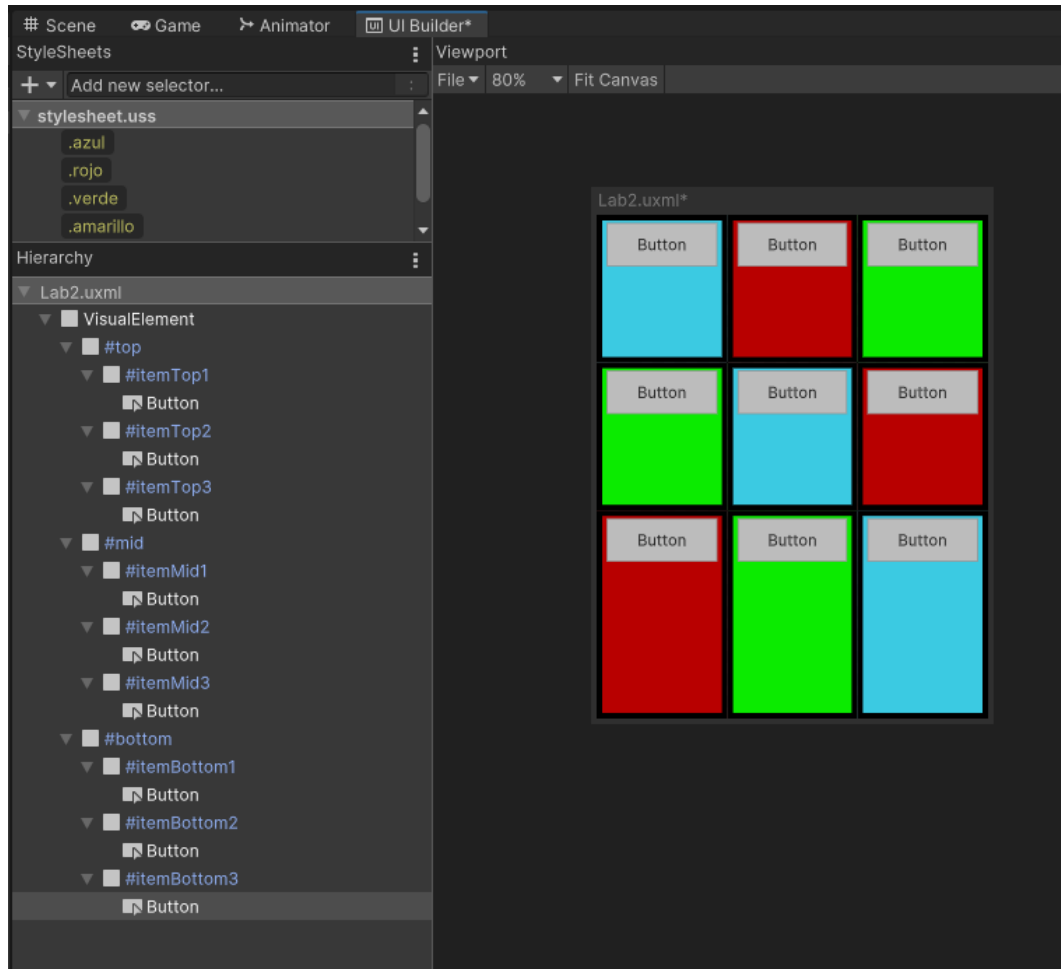 Scene Game Animator UI Builder*
StyleSheets
Add new selector...
stylesheet.uss
.azul
.rojo
.verde
.amarillo
Hierarchy
Lab2.uxml
VisualElement
#top
#itemTop1
Button
#itemTop2
Button
#itemTop3
Button
#mid
#itemMid1
Button
#itemMid2
Button
#itemMid3
Button
#bottom
#itemBottom1
Button
#itemBottom2
Button
#itemBottom3
Button
Viewport
File 80% Fit Canvas
Lab2.uxml*
Button Button Button
Button Button Button
Button Button Button